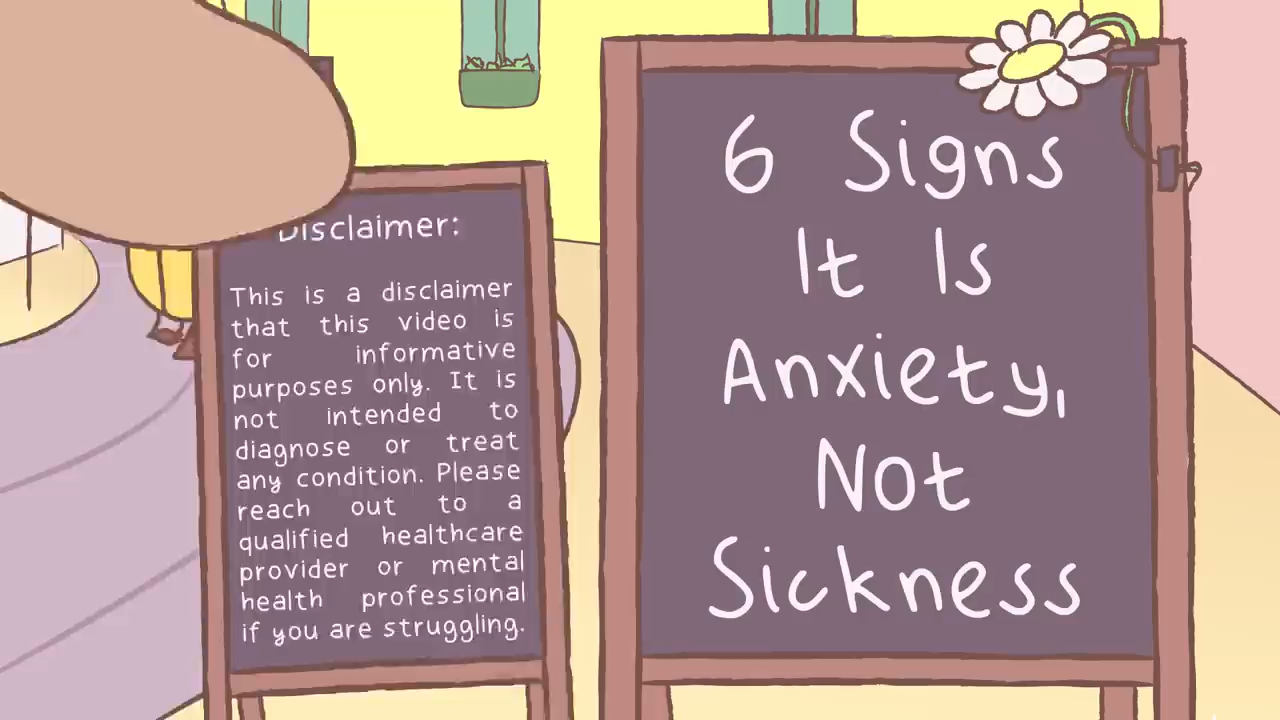 Disclaimer:
This is a disclaimer
that this video is
for informative
purposes only. It is
not intended to
diagnose or treat
any condition. Please
reach out to a
qualified healthcare
provider or mental
health professional
if you are struggling.
6 Signs
It Is
Anxiety,
Not
Sickness